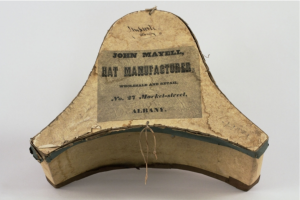 JOHN MAYELL,
HAT MANUFACTURER,
WHOLESALE AND RETAIL,
No. 27 Market-street,
ALBANY.